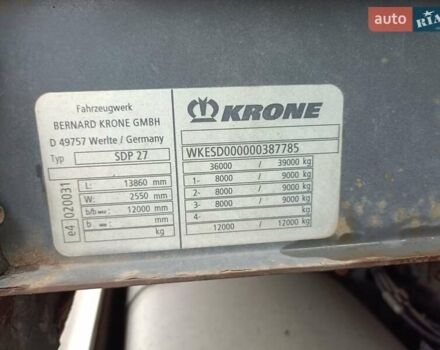 auto RIA
Fahrzeugwerk
BERNARD KRONE GMBH
D 49757 Werlte / Germany
Typ SDP 27
e4 020031
L: 13860 mm
W: 2550 mm
b/b 12000 mm
b mm
kg
KRONE
WKESD000000387785
36000 / 39000 kg
1- 8000 / 9000 kg
2- 8000 / 9000 kg
3- 8000 / 9000 kg
4- / kg
12000 / 12000 kg